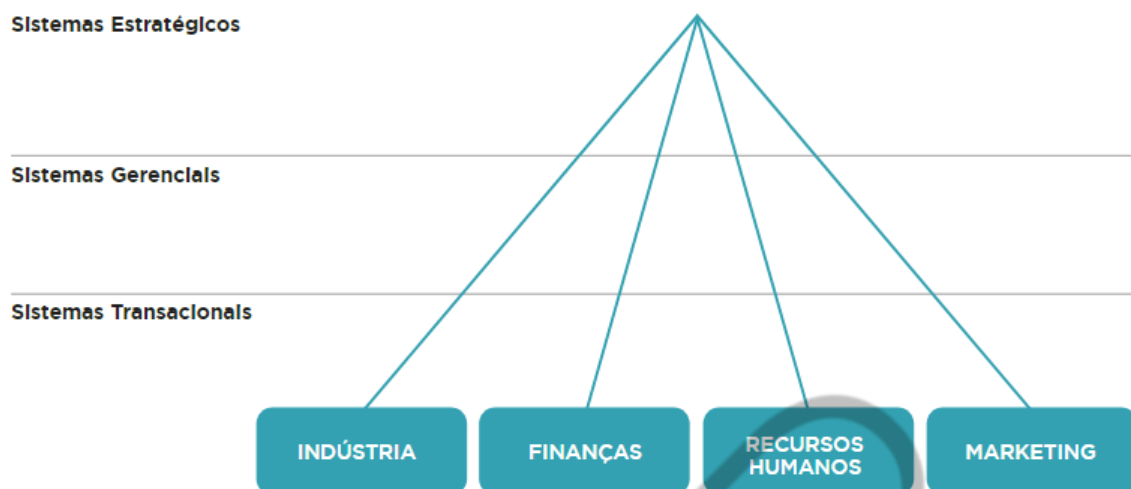 Sistemas Estratégicos
Sistemas Gerenciais
Sistemas Transacionais
INDÚSTRIA
FINANÇAS
RECURSOS
HUMANOS
MARKETING